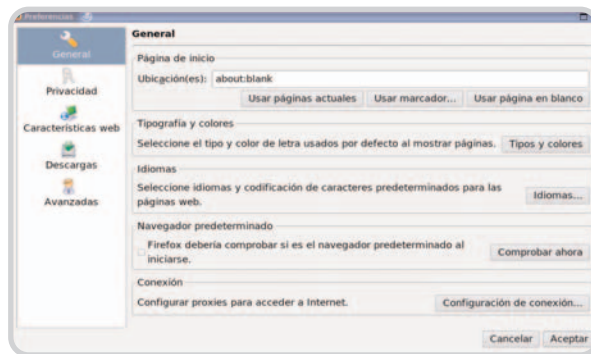 Preferencias
General
Privacidad
Características web
Descargas
Avanzadas
General
Página de inicio
Ubicación(es): about:blank
Usar páginas actuales Usar marcador... Usar página en blanco
Tipografía y colores
Seleccione el tipo y color de letra usados por defecto al mostrar páginas. Tipos y colores
Idiomas
Seleccione idiomas y codificación de caracteres predeterminados para las
páginas web. Idiomas...
Navegador predeterminado
Firefox debería comprobar si es el navegador predeterminado al
iniciarse. Comprobar ahora
Conexión
Configurar proxies para acceder a Internet. Configuración de conexión...
Cancelar Aceptar